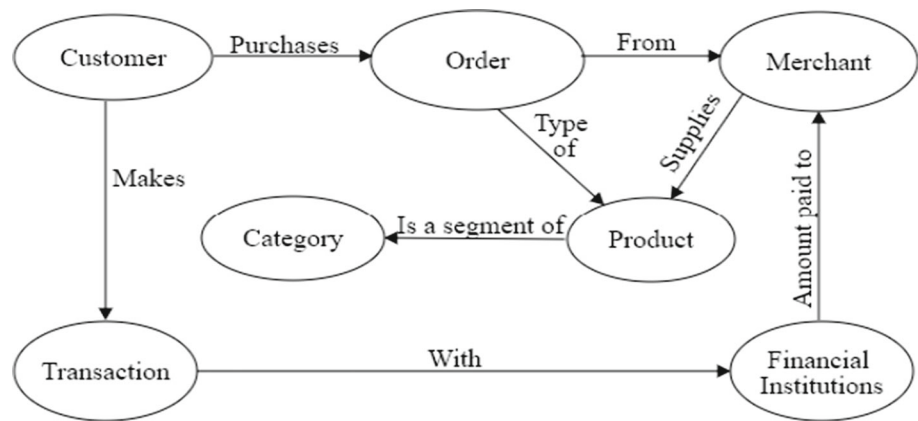 Customer
Purchases
Order
From
Merchant
Type
of
Supplies
Makes
Category
Is a segment of
Product
Amount paid to
Transaction
With
Financial
Institutions